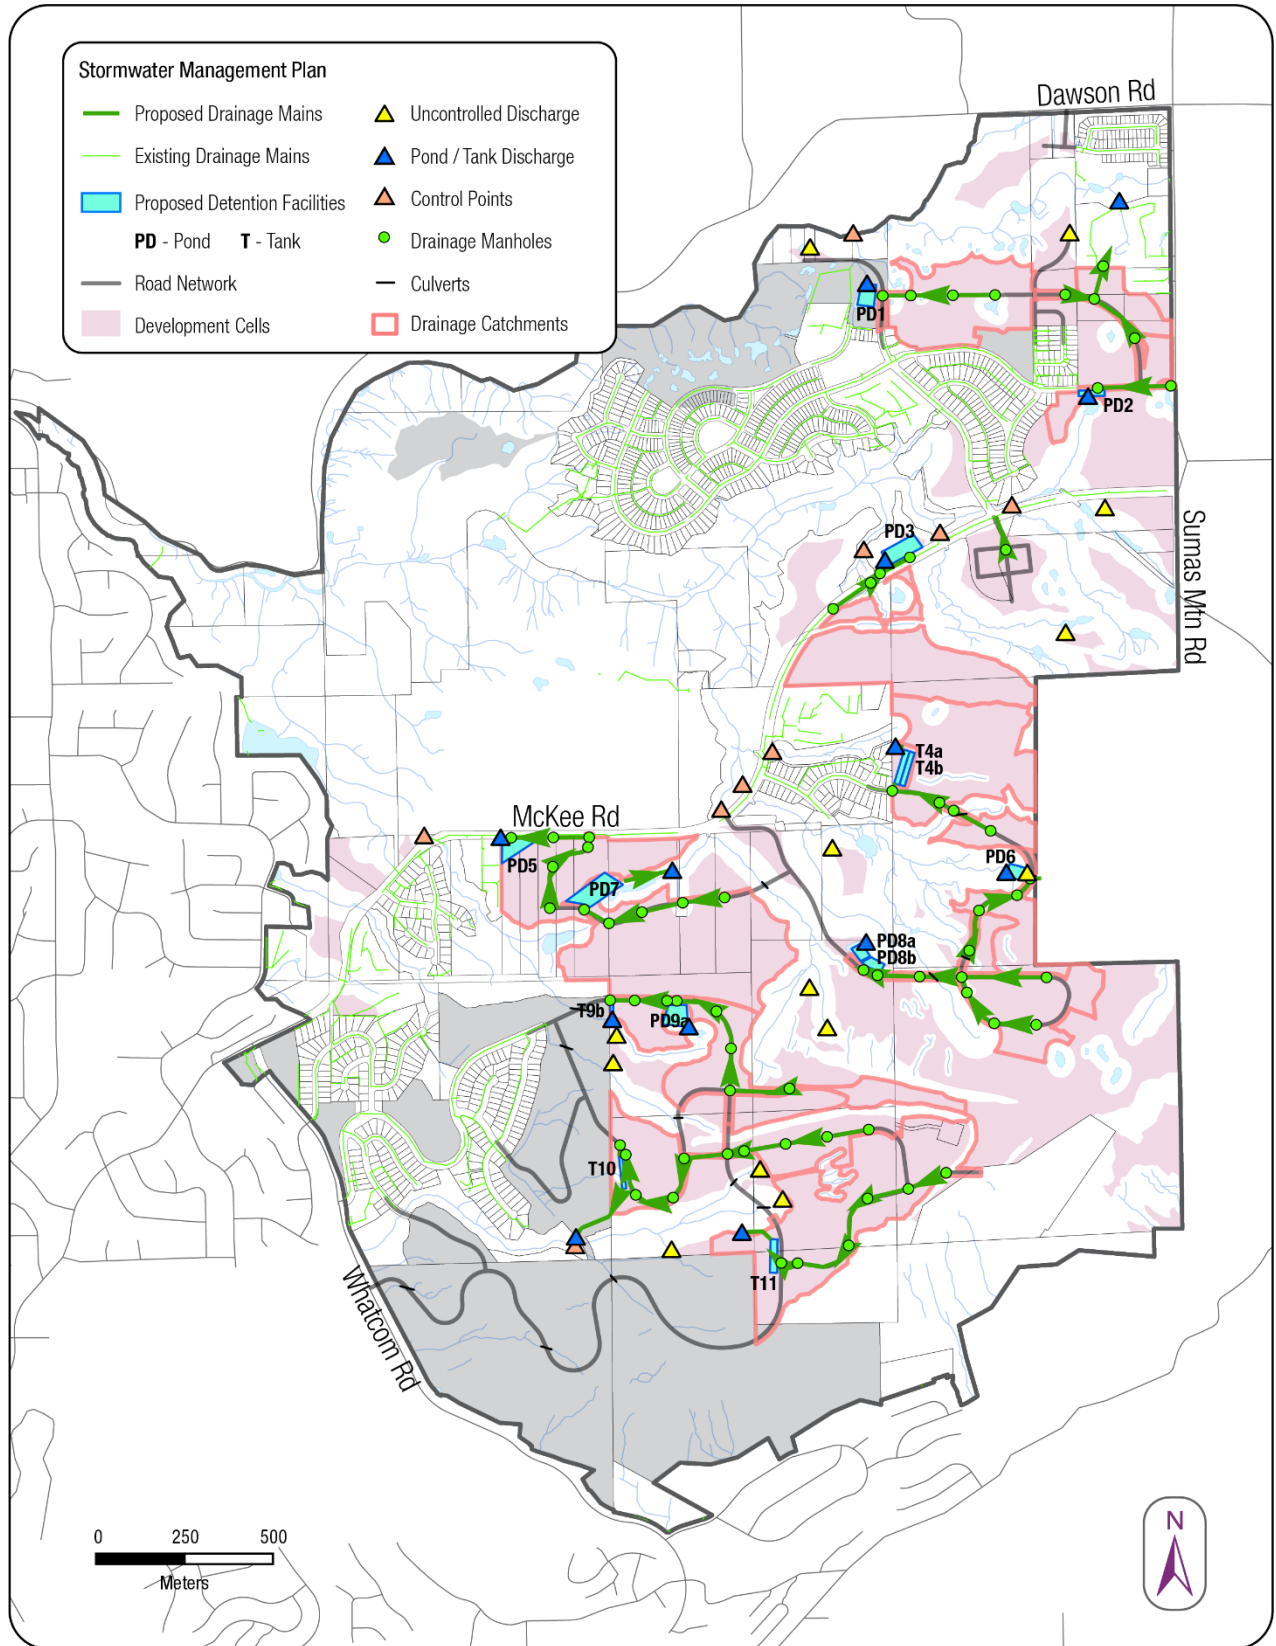 Stormwater Management Plan
Proposed Drainage Mains
Existing Drainage Mains
Proposed Detention Facilities
PD - Pond T - Tank
Road Network
Development Cells
Uncontrolled Discharge
Pond / Tank Discharge
Control Points
Drainage Manholes
Culverts
Drainage Catchments
Dawson Rd
PD1
PD2
Sumas Mtn Rd
PD3
T4a
T4b
McKee Rd
PD5
PD6
PD7
PD8a
PD8b
T9b
PD9a
T10
T11
Whatcom Rd
0 250 500
Meters
N